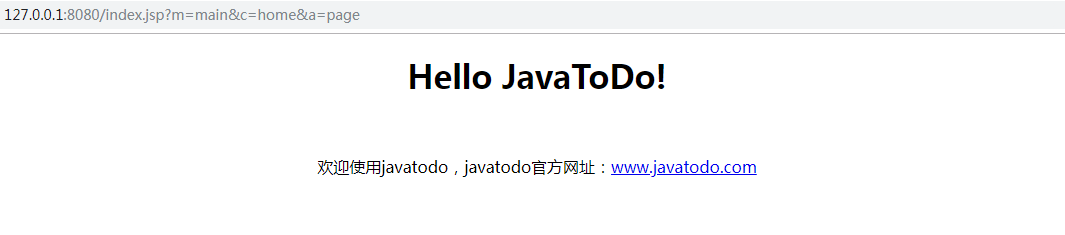 127.0.0.1:8080/index.jsp?m=main&c=home&a=page
Hello JavaToDo!
欢迎使用javatodo，javatodo官方网址：www.javatodo.com